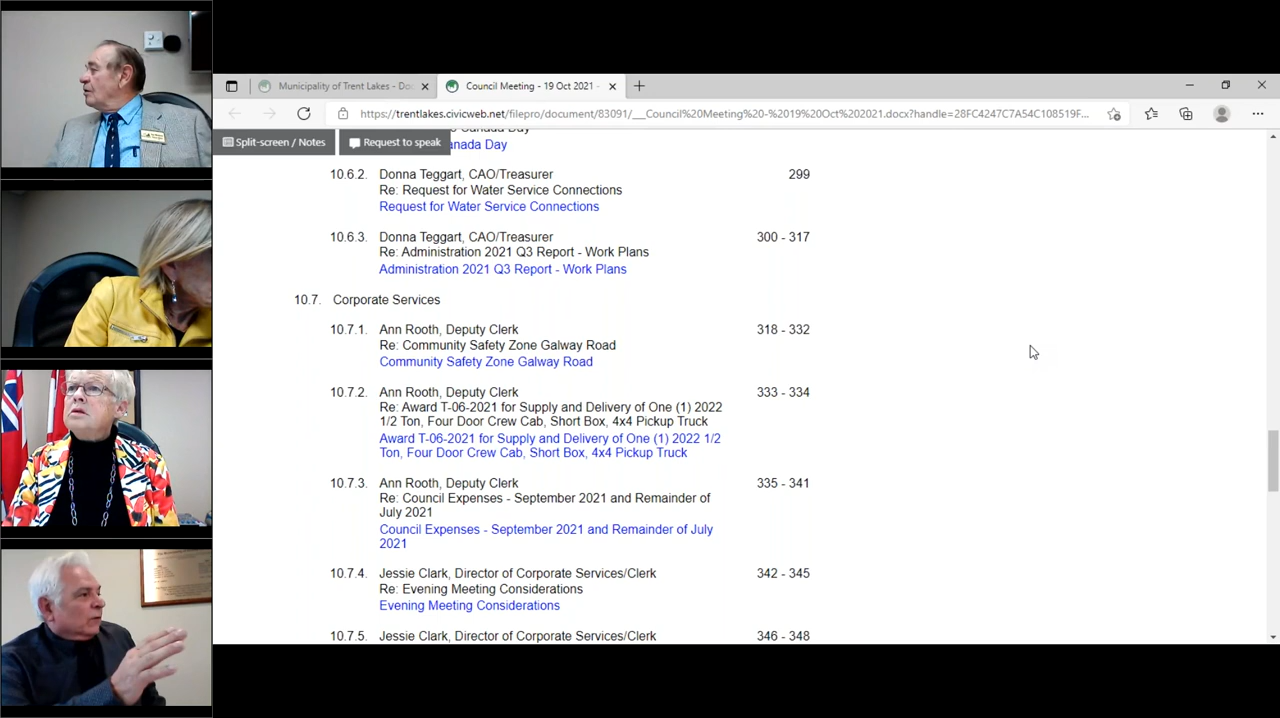 Municipality of Trent Lakes - Doc
Council Meeting - 19 Oct 2021 -
https://trentlakes.civicweb.net/filepro/document/83091/___Council%20Meeting%20-%2019%20Oct%202021.docx?handle=28FC4247C7A54C108519F...
Split-screen / Notes
Request to speak
Canada Day
anada Day
10.6.2. Donna Teggart, CAO/Treasurer 299
Re: Request for Water Service Connections
Request for Water Service Connections
10.6.3. Donna Teggart, CAO/Treasurer 300 - 317
Re: Administration 2021 Q3 Report - Work Plans
Administration 2021 Q3 Report - Work Plans
10.7. Corporate Services
10.7.1. Ann Rooth, Deputy Clerk 318 - 332
Re: Community Safety Zone Galway Road
Community Safety Zone Galway Road
10.7.2. Ann Rooth, Deputy Clerk 333 - 334
Re: Award T-06-2021 for Supply and Delivery of One (1) 2022
1/2 Ton, Four Door Crew Cab, Short Box, 4x4 Pickup Truck
Award T-06-2021 for Supply and Delivery of One (1) 2022 1/2
Ton, Four Door Crew Cab, Short Box, 4x4 Pickup Truck
10.7.3. Ann Rooth, Deputy Clerk 335 - 341
Re: Council Expenses - September 2021 and Remainder of
July 2021
Council Expenses - September 2021 and Remainder of July
2021
10.7.4. Jessie Clark, Director of Corporate Services/Clerk 342 - 345
Re: Evening Meeting Considerations
Evening Meeting Considerations
10.7.5. Jessie Clark, Director of Corporate Services/Clerk 346 - 348